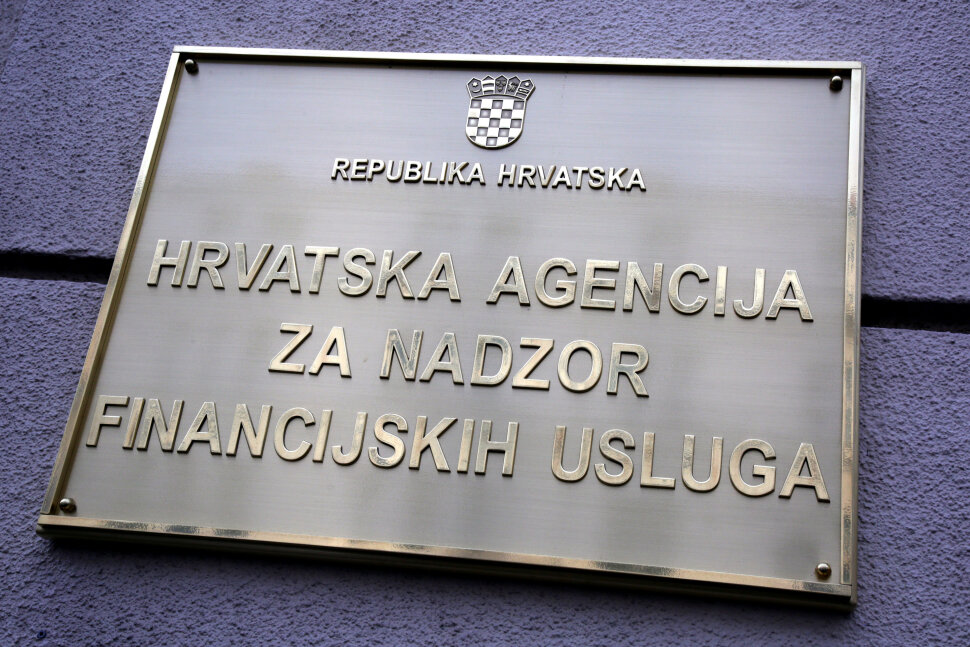 REPUBLIKA HRVATSKA
HRVATSKA AGENCIJA
ZA NADZOR
FINANCIJSKIH USLUGA